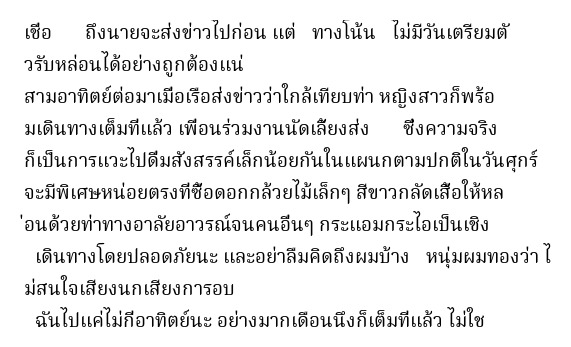 เชื่อ ถึงนายจะส่งข่าวไปก่อน แต่ ทางโน้น ไม่มีวันเตรียมตั
วรับหล่อนได้อย่างถูกต้องแน่
สามอาทิตย์ต่อมาเมื่อเรือส่งข่าวว่าใกล้เทียบท่า หญิงสาวก็พร้อ
มเดินทางเต็มทีแล้ว เพื่อนร่วมงานนัดเลี้ยงส่ง ซึ่งความจริง
ก็เป็นการแวะไปดื่มสังสรรค์เล็กน้อยกันในแผนกตามปกติในวันศุกร์
จะมีพิเศษหน่อยตรงที่ซื้อดอกกล้วยไม้เล็กๆ สีขาวกลัดเสื้อให้หล
่อนด้วยท่าทางอาลัยอาวรณ์จนคนอื่นๆ กระแอมกระไอเป็นเชิง
เดินทางโดยปลอดภัยนะ และอย่าลืมคิดถึงผมบ้าง หนุ่มผมทองว่า ไ
ม่สนใจเสียงนกเสียงการอบ
ฉันไปแค่ไม่กี่อาทิตย์นะ อย่างมากเดือนนึงก็เต็มทีแล้ว ไม่ใช